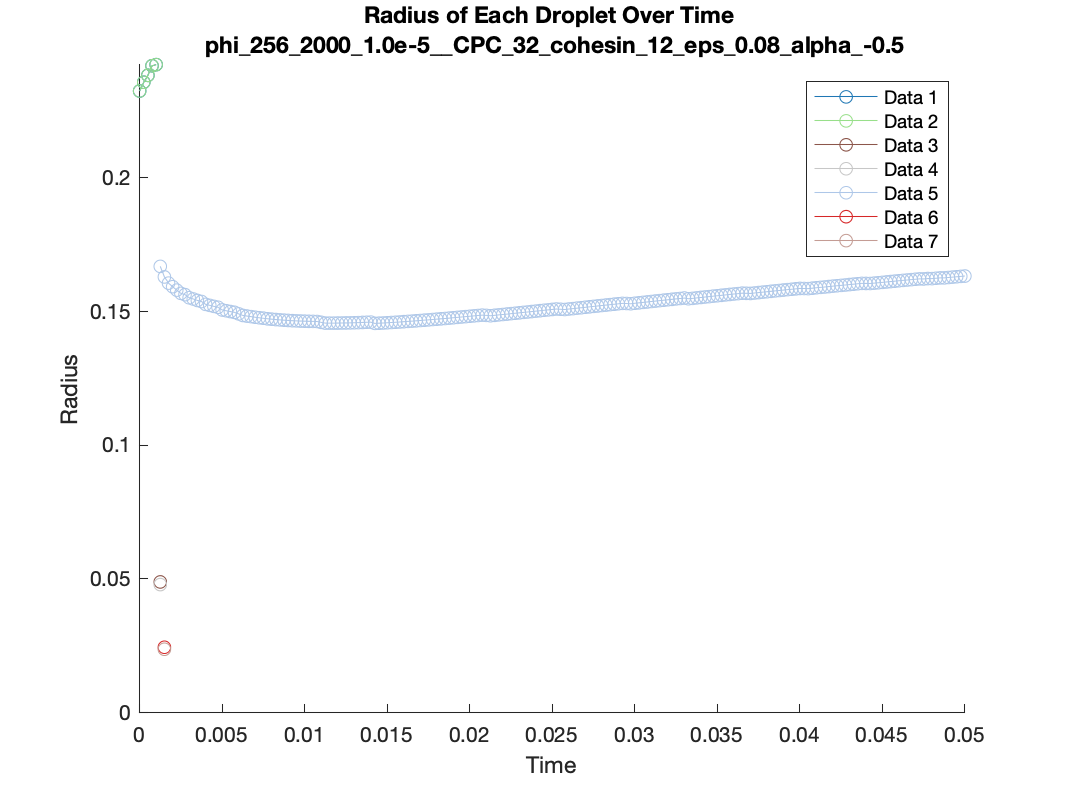 Radius of Each Droplet Over Time
phi_256_2000_1.0e-5__CPC_32_cohesin_12_eps_0.08_alpha_-0.5
Data 1
Data 2
Data 3
Data 4
Data 5
Data 6
Data 7
Radius
0.2
0.15
0.1
0.05
0
0 0.005 0.01 0.015 0.02 0.025 0.03 0.035 0.04 0.045 0.05
Time